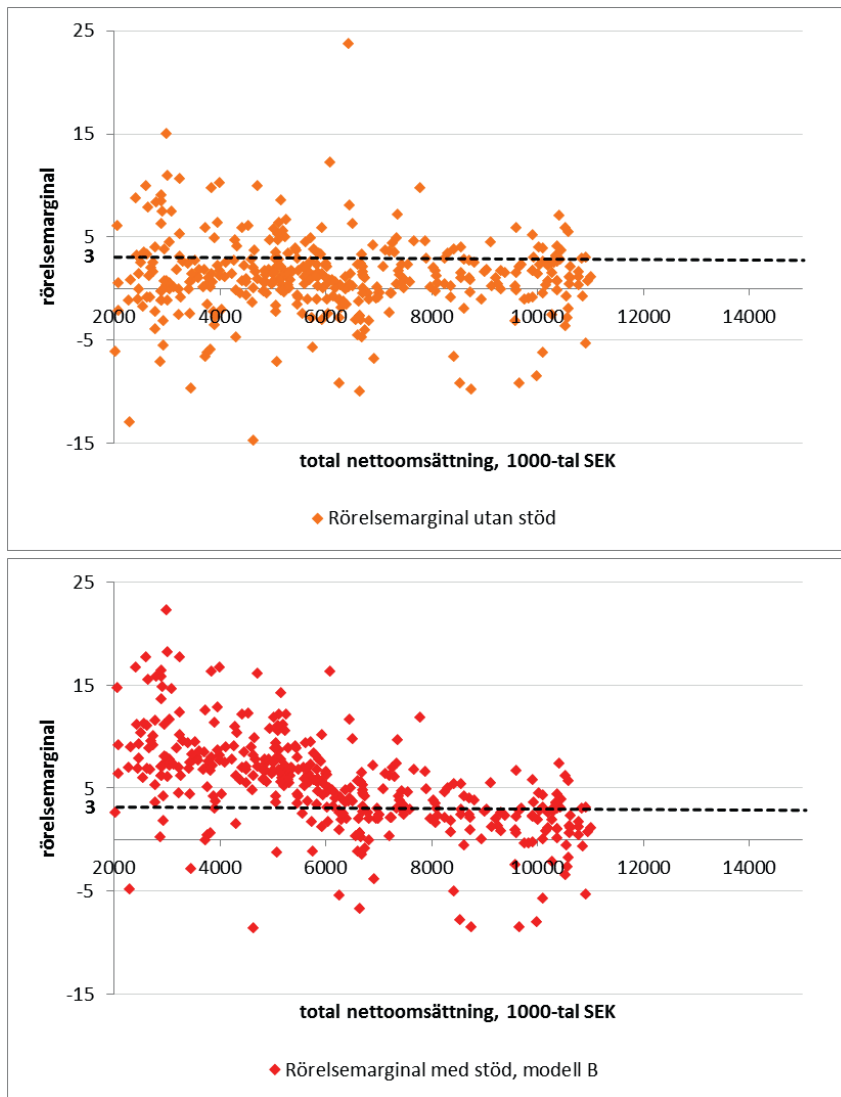 25
15
5
3
-5
-15
2000 4000 6000 8000 10000 12000 14000
rörelsemarginal
total nettoomsättning, 1000-tal SEK
Rörelsemarginal utan stöd
25
15
5
3
-5
-15
2000 4000 6000 8000 10000 12000 14000
rörelsemarginal
total nettoomsättning, 1000-tal SEK
Rörelsemarginal med stöd, modell B